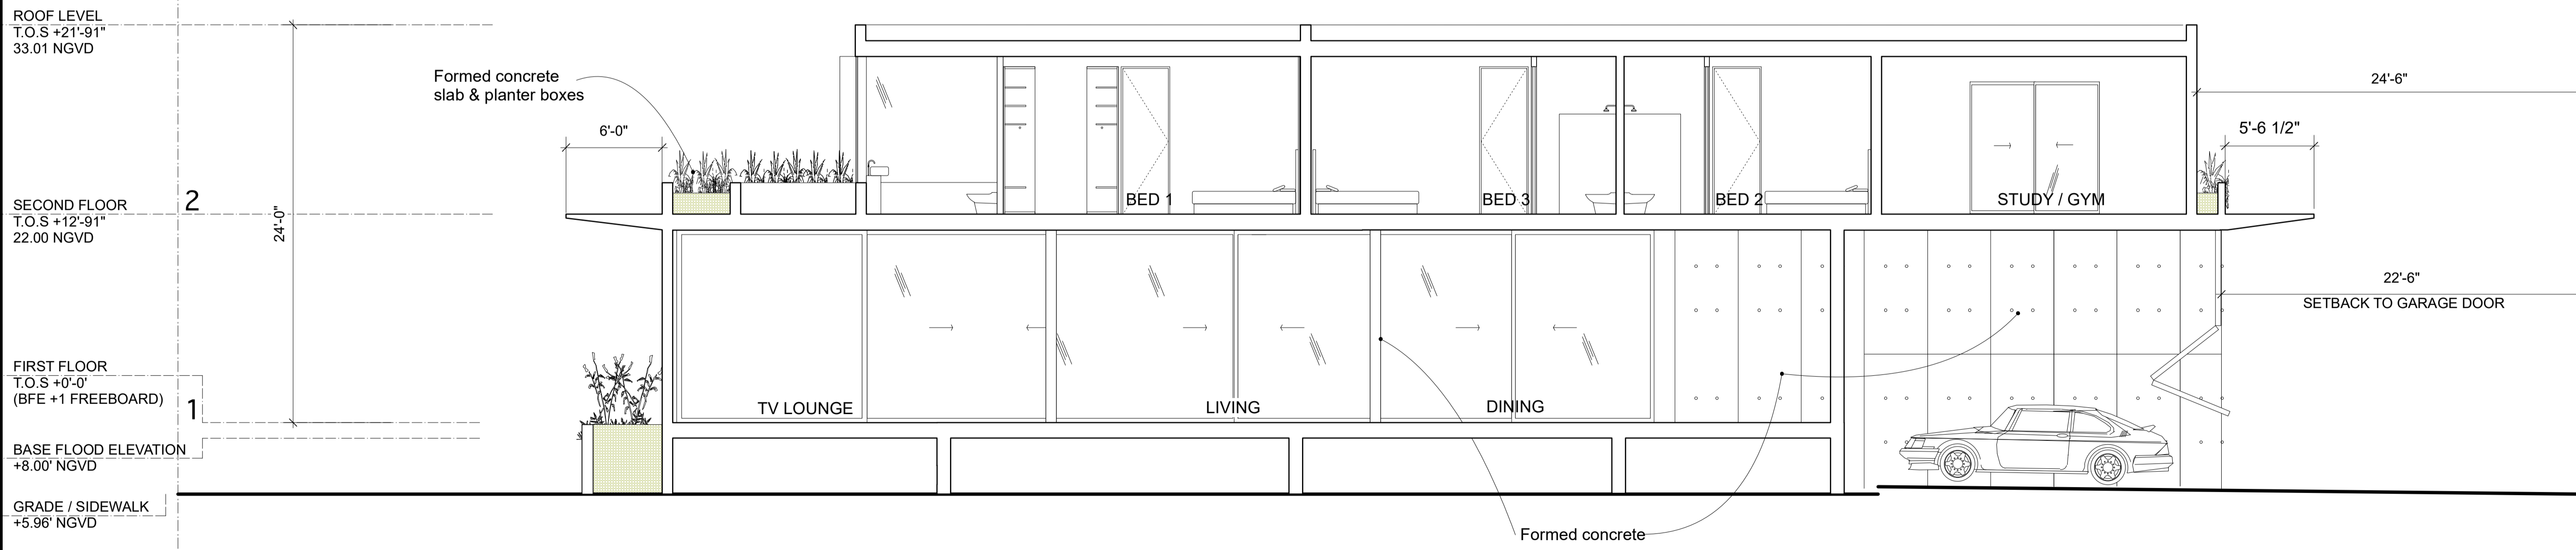 ROOF LEVEL
T.O.S +21'-91"
33.01 NGVD
Formed concrete
slab & planter boxes
24'-6"
6'-0"
5'-6 1/2"
SECOND FLOOR
T.O.S +12'-91"
22.00 NGVD
2
24'-0"
BED 1
BED 3
BED 2
STUDY / GYM
22'-6"
SETBACK TO GARAGE DOOR
FIRST FLOOR
T.O.S +0'-0'
(BFE +1 FREEBOARD)
1
TV LOUNGE
LIVING
DINING
BASE FLOOD ELEVATION
+8.00' NGVD
GRADE / SIDEWALK
+5.96' NGVD
Formed concrete